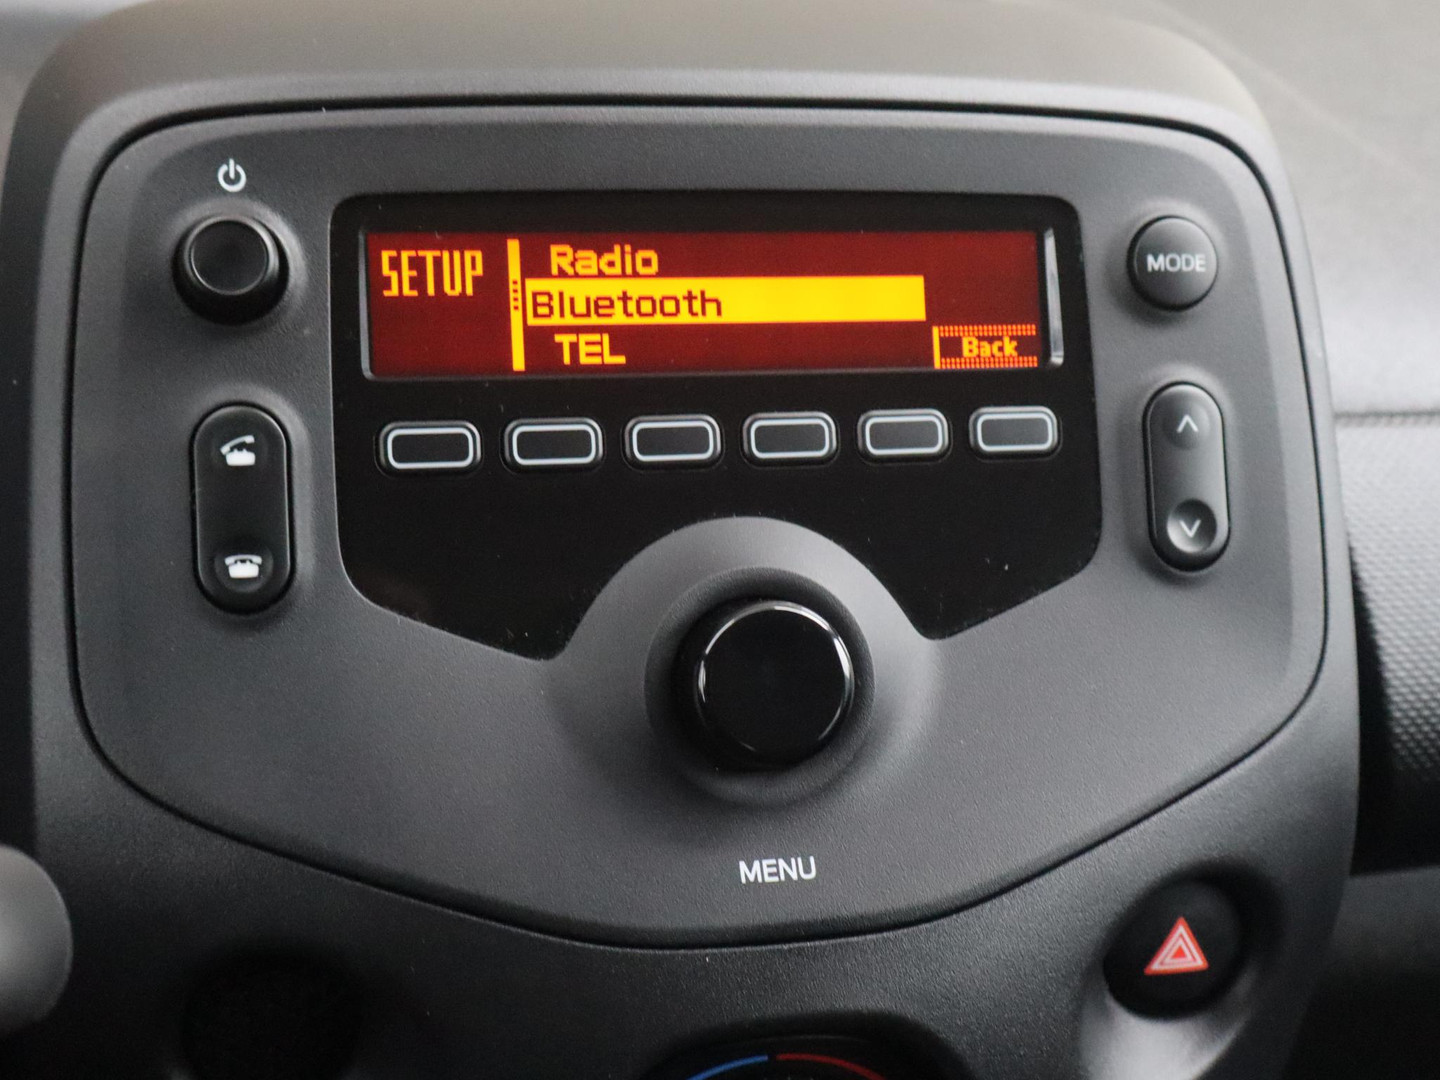 SETUP
Radio
Bluetooth
TEL
Back
MODE
MENU